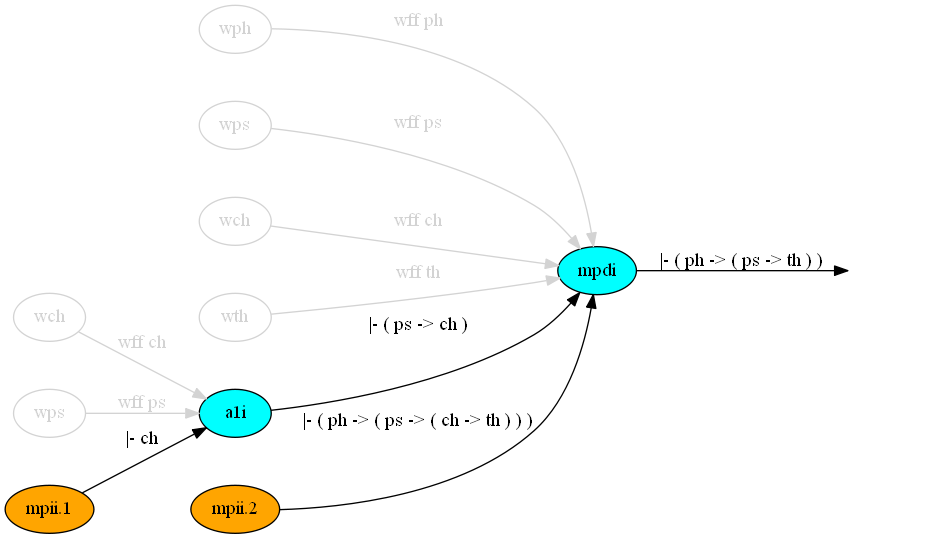 wph
wff ph
wps
wff ps
wch
wff ch
mpdi
|- ( ph -> ( ps -> th ) )
wff th
wth
wch
wff ch
|- ( ps -> ch )
wps
wff ps
a1i
|- ( ph -> ( ps -> ( ch -> th ) ) )
|- ch
mpii.1
mpii.2